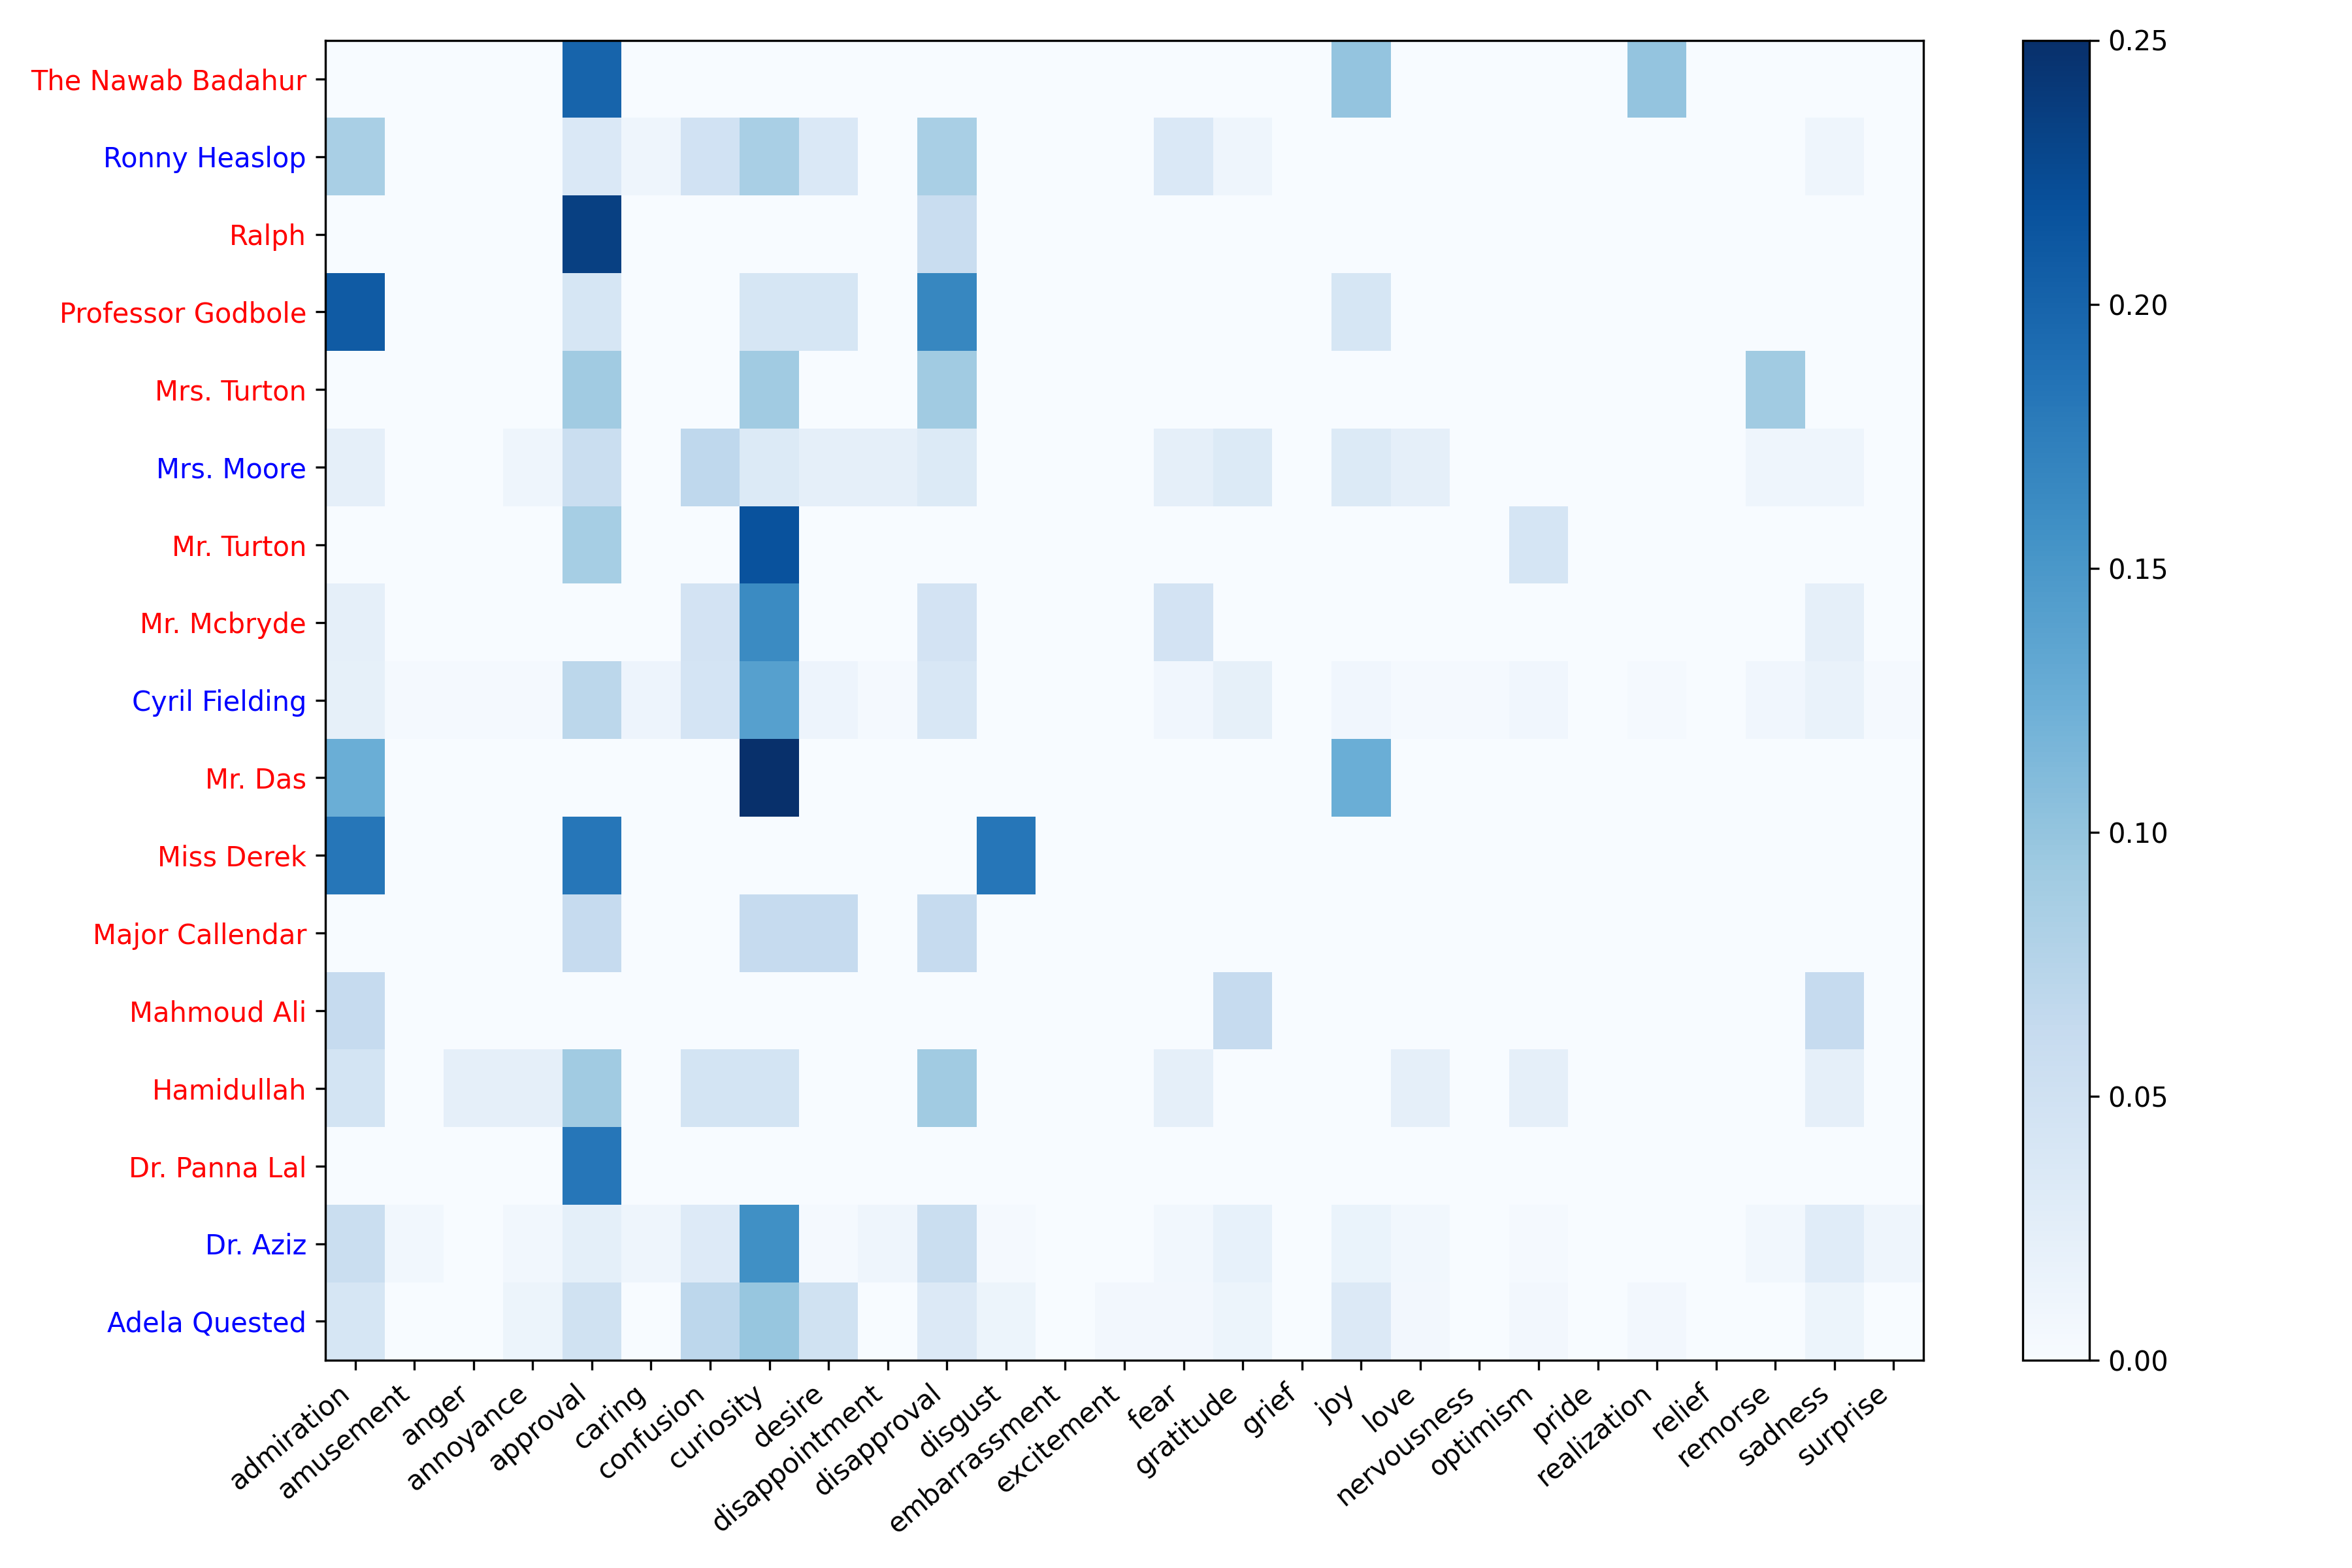 The Nawab Badahur
Ronny Heaslop
Ralph
Professor Godbole
Mrs. Turton
Mrs. Moore
Mr. Turton
Mr. Mcbryde
Cyril Fielding
Mr. Das
Miss Derek
Major Callendar
Mahmoud Ali
Hamidullah
Dr. Panna Lal
Dr. Aziz
Adela Quested
admiration
amusement
anger
annoyance
approval
caring
confusion
curiosity
desire
disappointment
disapproval
disgust
embarrassment
excitement
fear
gratitude
grief
joy
love
nervousness
optimism
pride
realization
relief
remorse
sadness
surprise
0.25
0.20
0.15
0.10
0.05
0.00